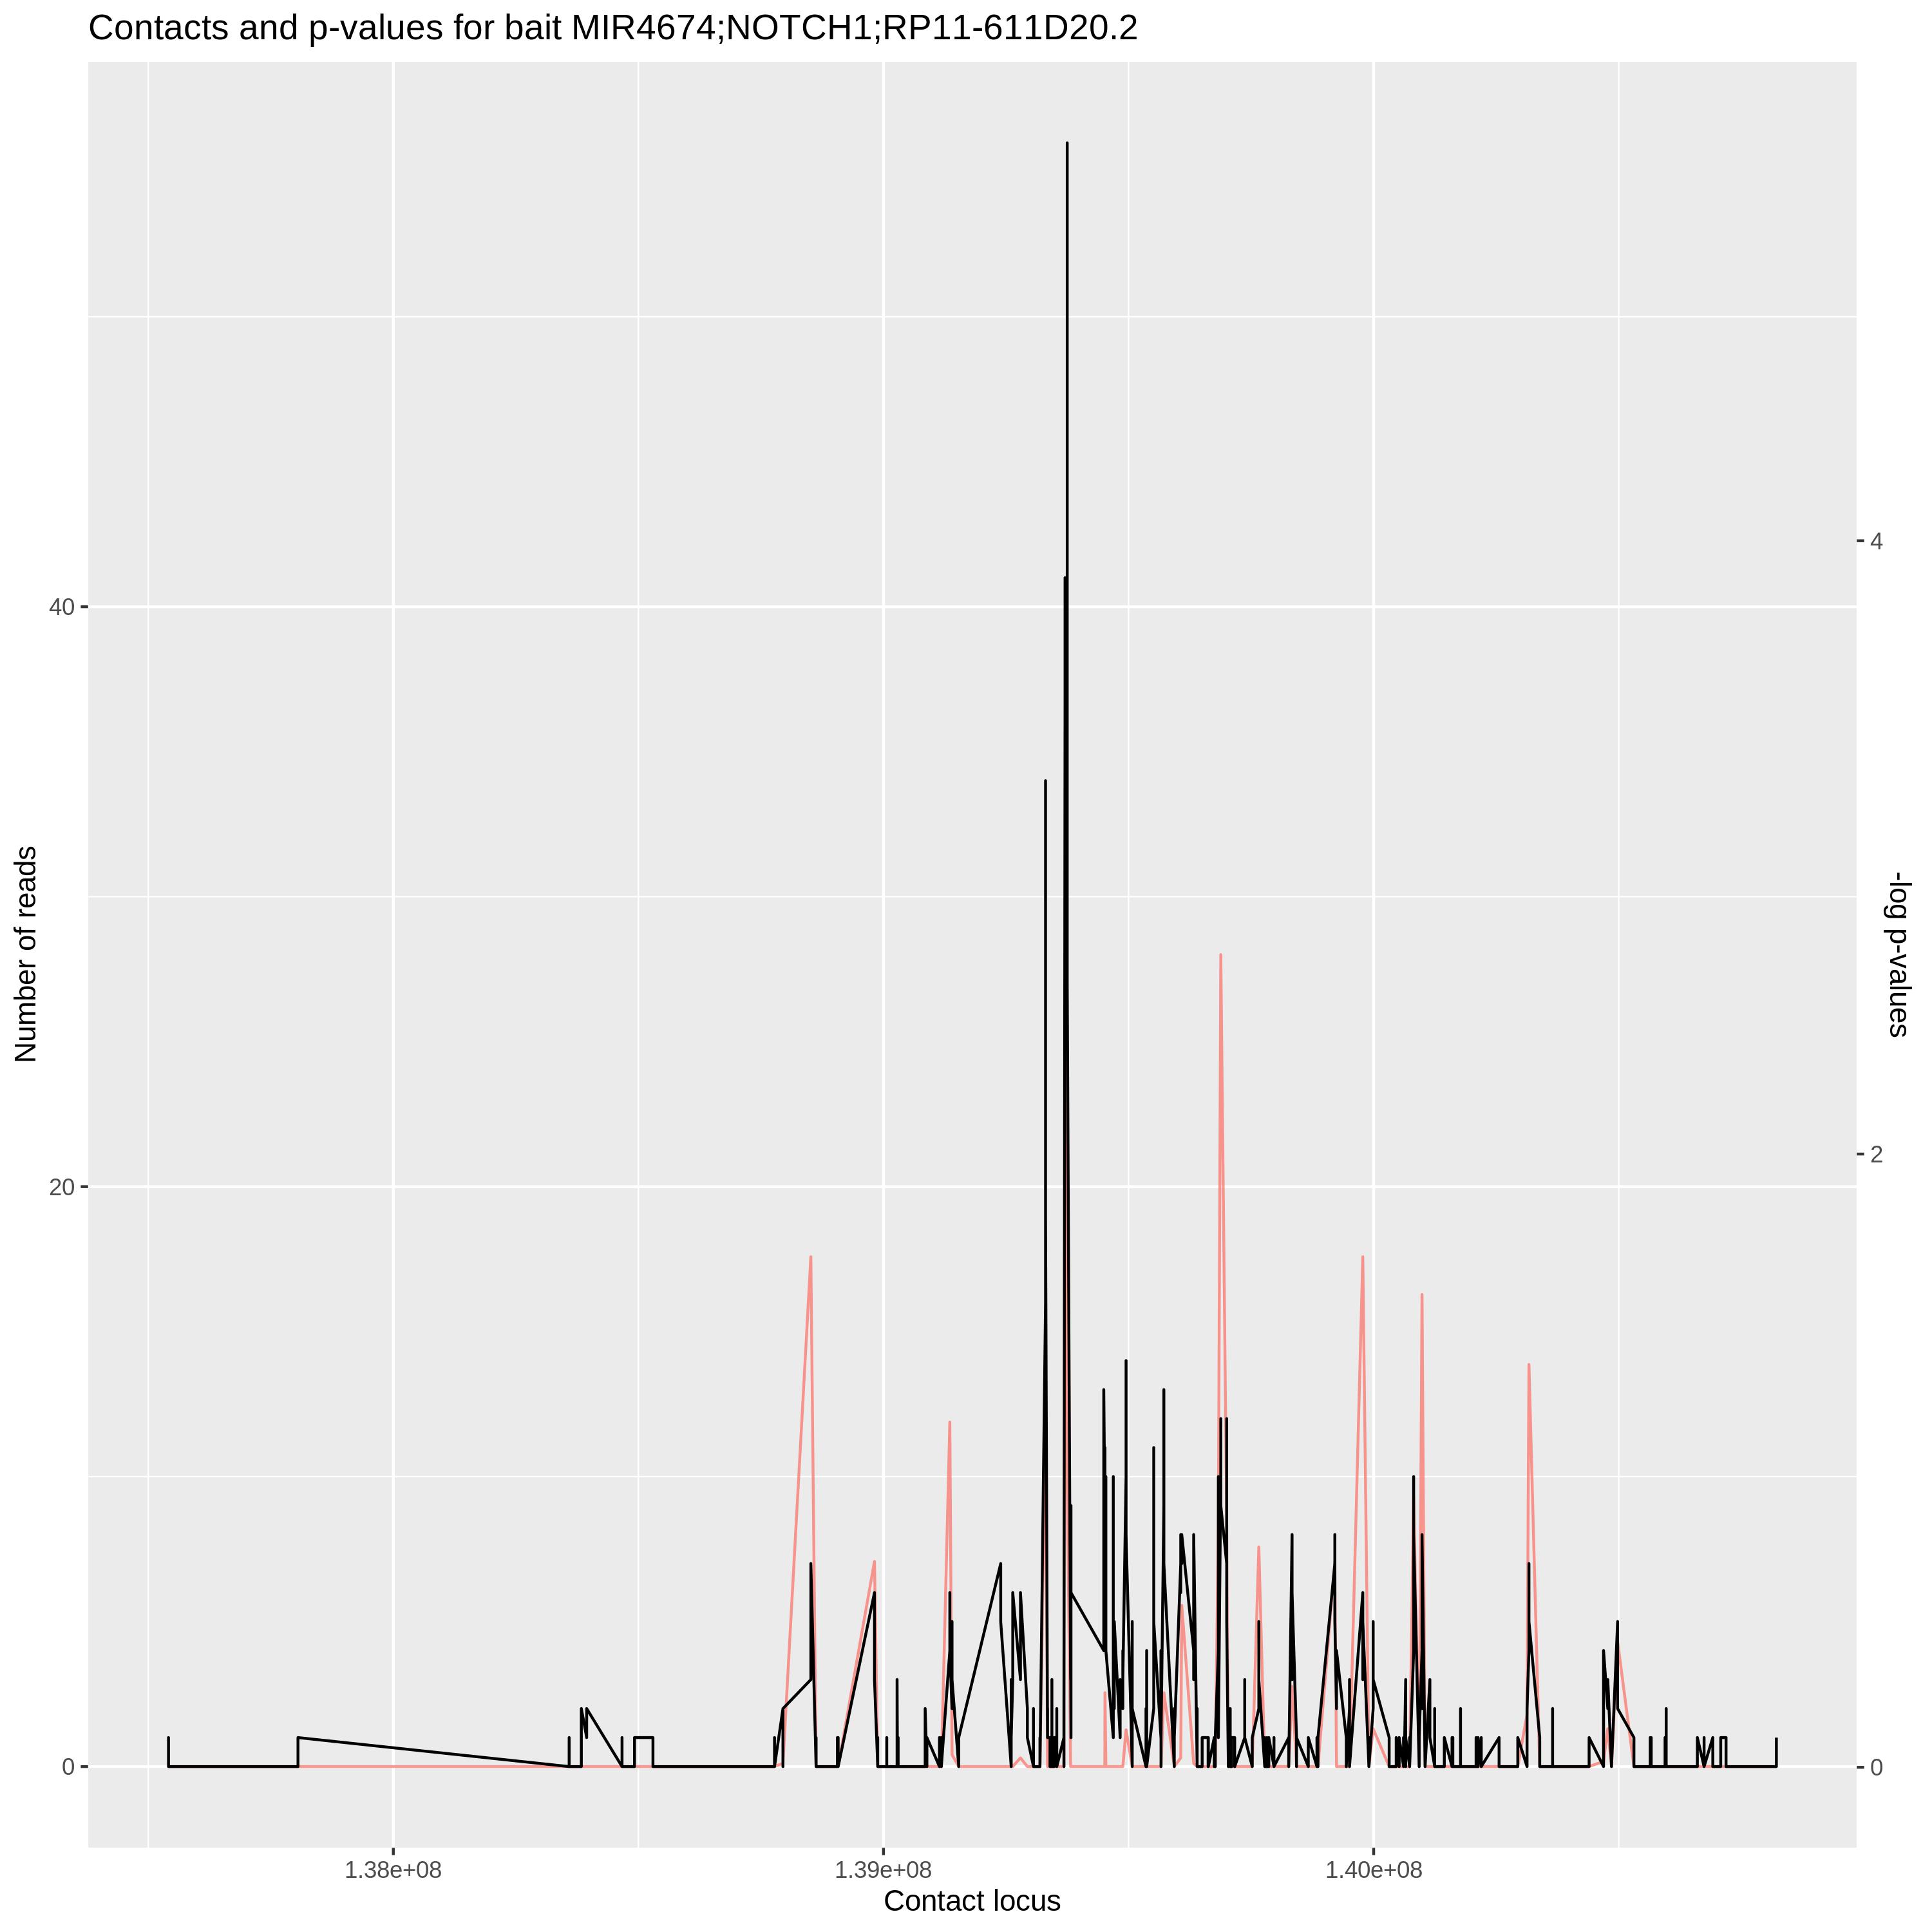 Contacts and p-values for bait MIR4674;NOTCH1;RP11-611D20.2
Number of reads
40
20
0
4
2
0
-log p-values
1.38e+08
1.39e+08
1.40e+08
Contact locus